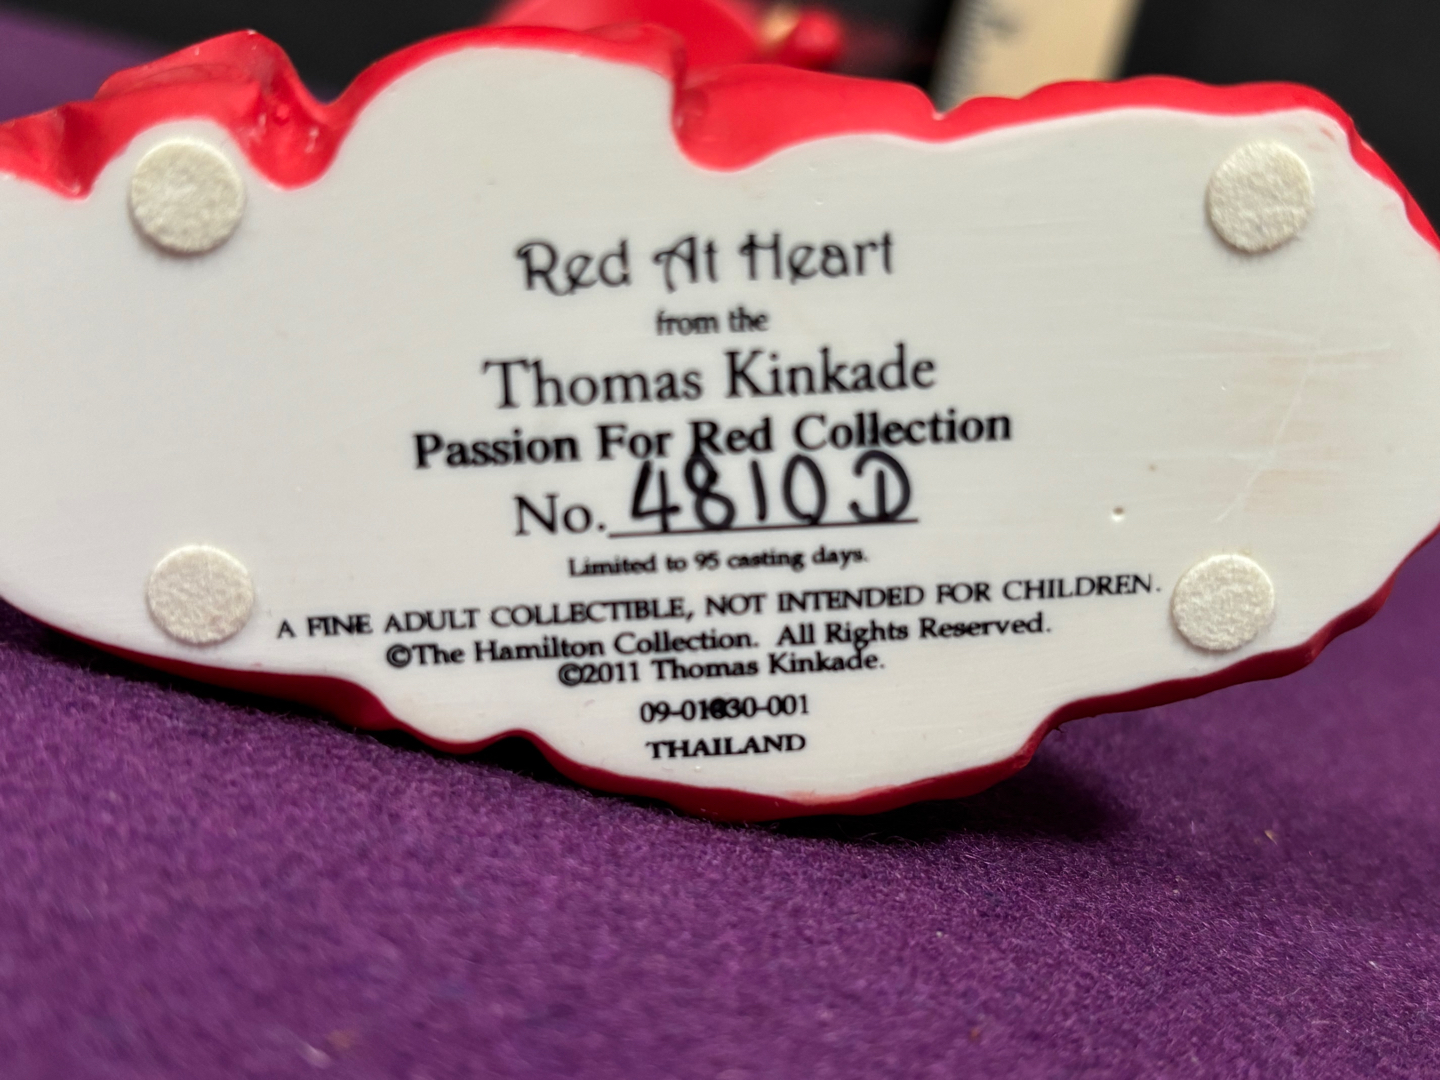 Red At Heart
from the
Thomas Kinkade
Passion For Red Collection
No. 4810 D
Limited to 95 casting days.
A FINE ADULT COLLECTIBLE, NOT INTENDED FOR CHILDREN.
©The Hamilton Collection. All Rights Reserved.
©2011 Thomas Kinkade.
THAILAND